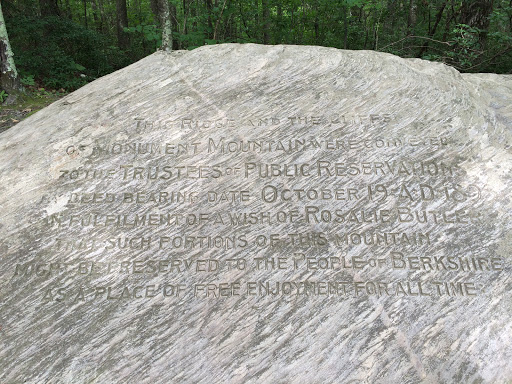 THIS RIDGE AND THE CLIFFS
OF MONUMENT MOUNTAIN WERE CONVEYED
TO THE TRUSTEES OF PUBLIC RESERVATIONS
BY DEED BEARING DATE OCTOBER 19 A.D.
IN FULFILMENT OF A WISH OF ROSALIE BUTLER
THAT SUCH PORTIONS OF THIS MOUNTAIN
MIGHT BE PRESERVED TO THE PEOPLE OF BERKSHIRE
AS A PLACE OF FREE ENJOYMENT FOR ALL TIME